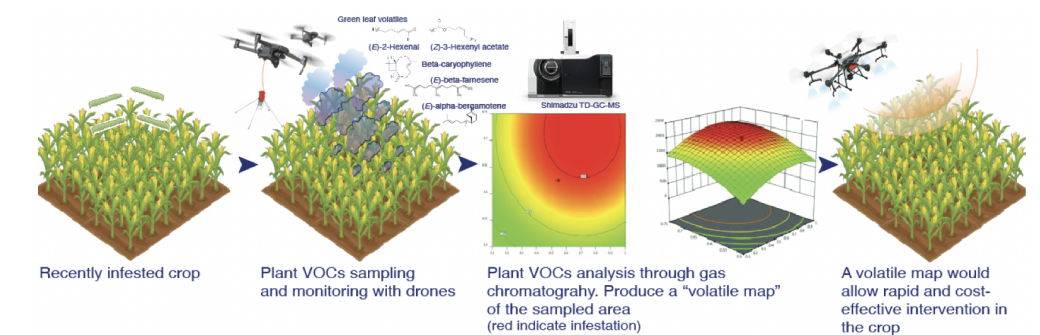 Green leaf volatiles
(E)-2-Hexenal
(Z)-3-Hexenyl acetate
Beta-caryophyllene
(E)-beta-farnesene
(E)-alpha-bergamotene
Shimadzu TD-GC-MS
Recently infested crop
Plant VOCs sampling
and monitoring with drones
Plant VOCs analysis through gas
chromatograhy. Produce a “volatile map”
of the sampled area
(red indicate infestation)
A volatile map would
allow rapid and cost-
effective intervention in
the crop